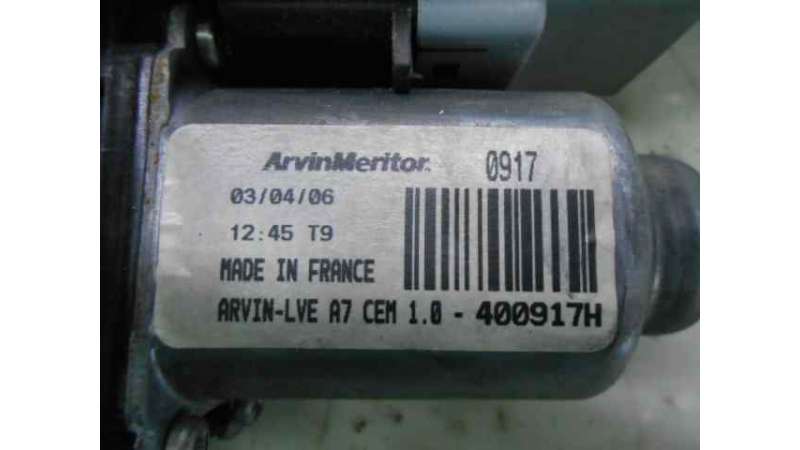 ArvinMeritor. 0917
03/04/06
12:45 T9
MADE IN FRANCE
ARVIN-LVE A7 CEM 1.0 - 400917H